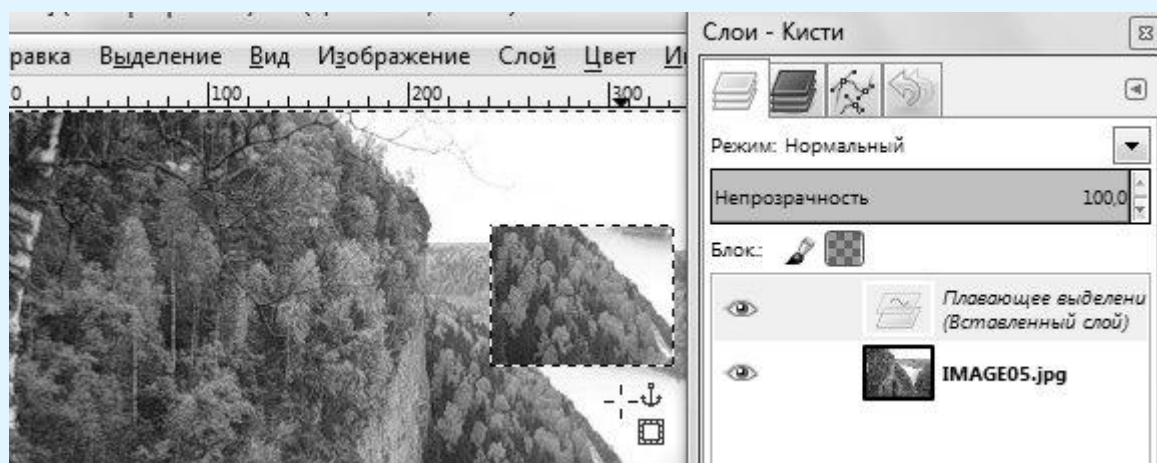 Слои - Кисти
равка Выделение Вид Изображение Слой Цвет
0 100 200 300
Режим: Нормальный
Непрозрачность 100,0
Блок.:
Плавающее выделени
(Вставленный слой)
IMAGE05.jpg